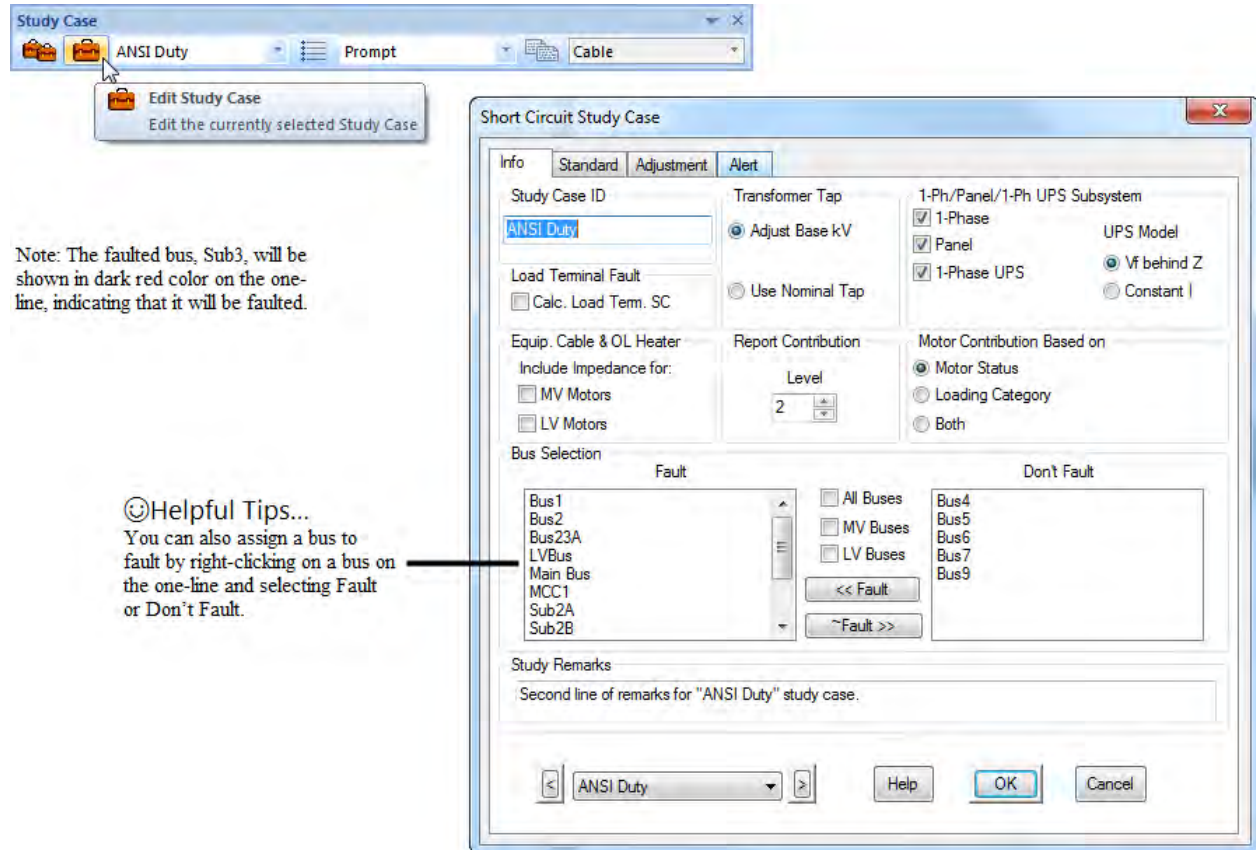 Study Case
ANSI Duty
Prompt
Cable
Edit Study Case
Edit the currently selected Study Case
Note: The faulted bus, Sub3, will be
shown in dark red color on the one-
line, indicating that it will be faulted.
☺Helpful Tips...
You can also assign a bus to
fault by right-clicking on a bus on
the one-line and selecting Fault
or Don't Fault.
Short Circuit Study Case
Info
Standard
Adjustment
Alert
Study Case ID
ANSI Duty
Load Terminal Fault
Calc. Load Term. SC
Transformer Tap
Adjust Base kV
Use Nominal Tap
1-Ph/Panel/1-Ph UPS Subsystem
1-Phase
Panel
1-Phase UPS
UPS Model
Vf behind Z
Constant I
Equip. Cable & OL Heater
Include Impedance for:
MV Motors
LV Motors
Report Contribution
Level
2
Motor Contribution Based on
Motor Status
Loading Category
Both
Bus Selection
Fault
Bus1
Bus2
Bus23A
LVBus
Main Bus
MCC1
Sub2A
Sub2B
All Buses
MV Buses
LV Buses
<< Fault
~Fault >>
Don't Fault
Bus4
Bus5
Bus6
Bus7
Bus9
Study Remarks
Second line of remarks for "ANSI Duty" study case.
<
ANSI Duty
>
Help
OK
Cancel